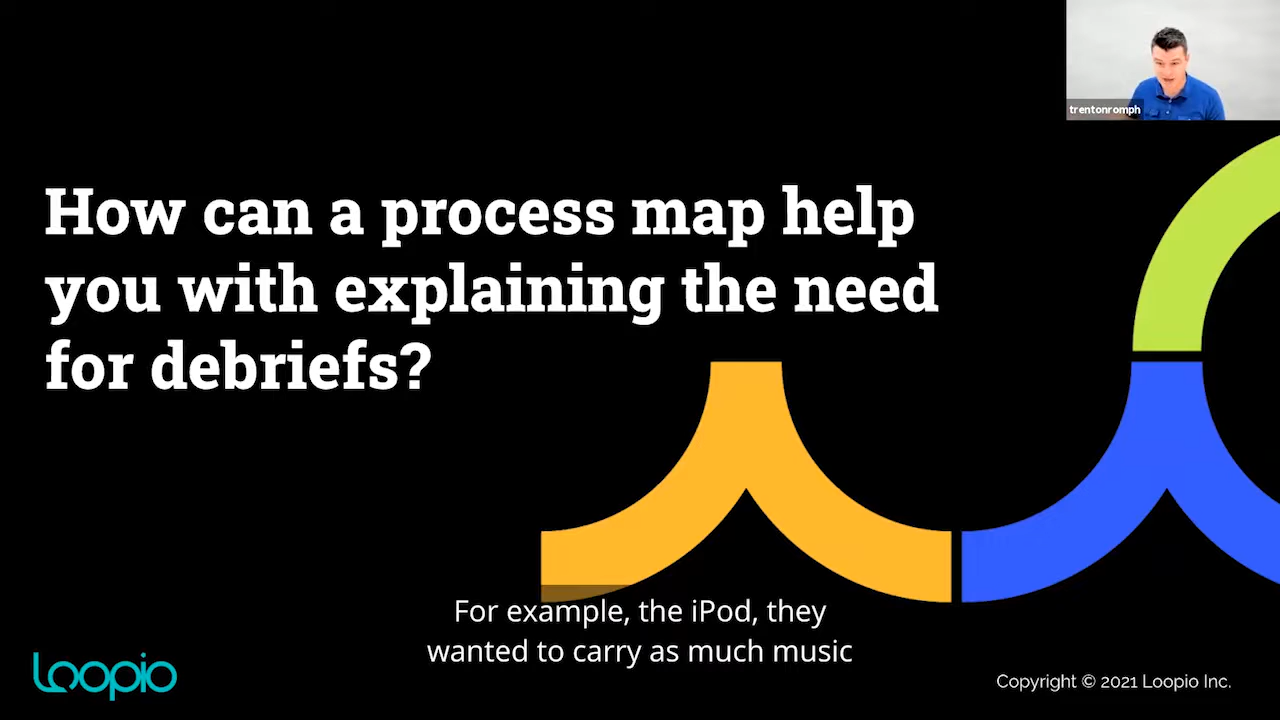 trentonromph
How can a process map help
you with explaining the need
for debriefs?
For example, the iPod, they
wanted to carry as much music
Loopio
Copyright © 2021 Loopio Inc.